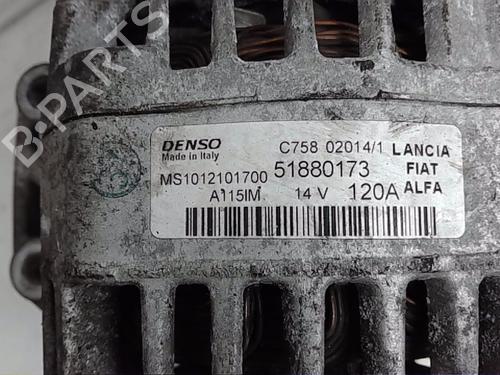 B-PARTS
DENSO C758 02014/1 LANCIA
Made in Italy
MS1012101700 51880173 FIAT
A115IM 14 V 120A ALFA